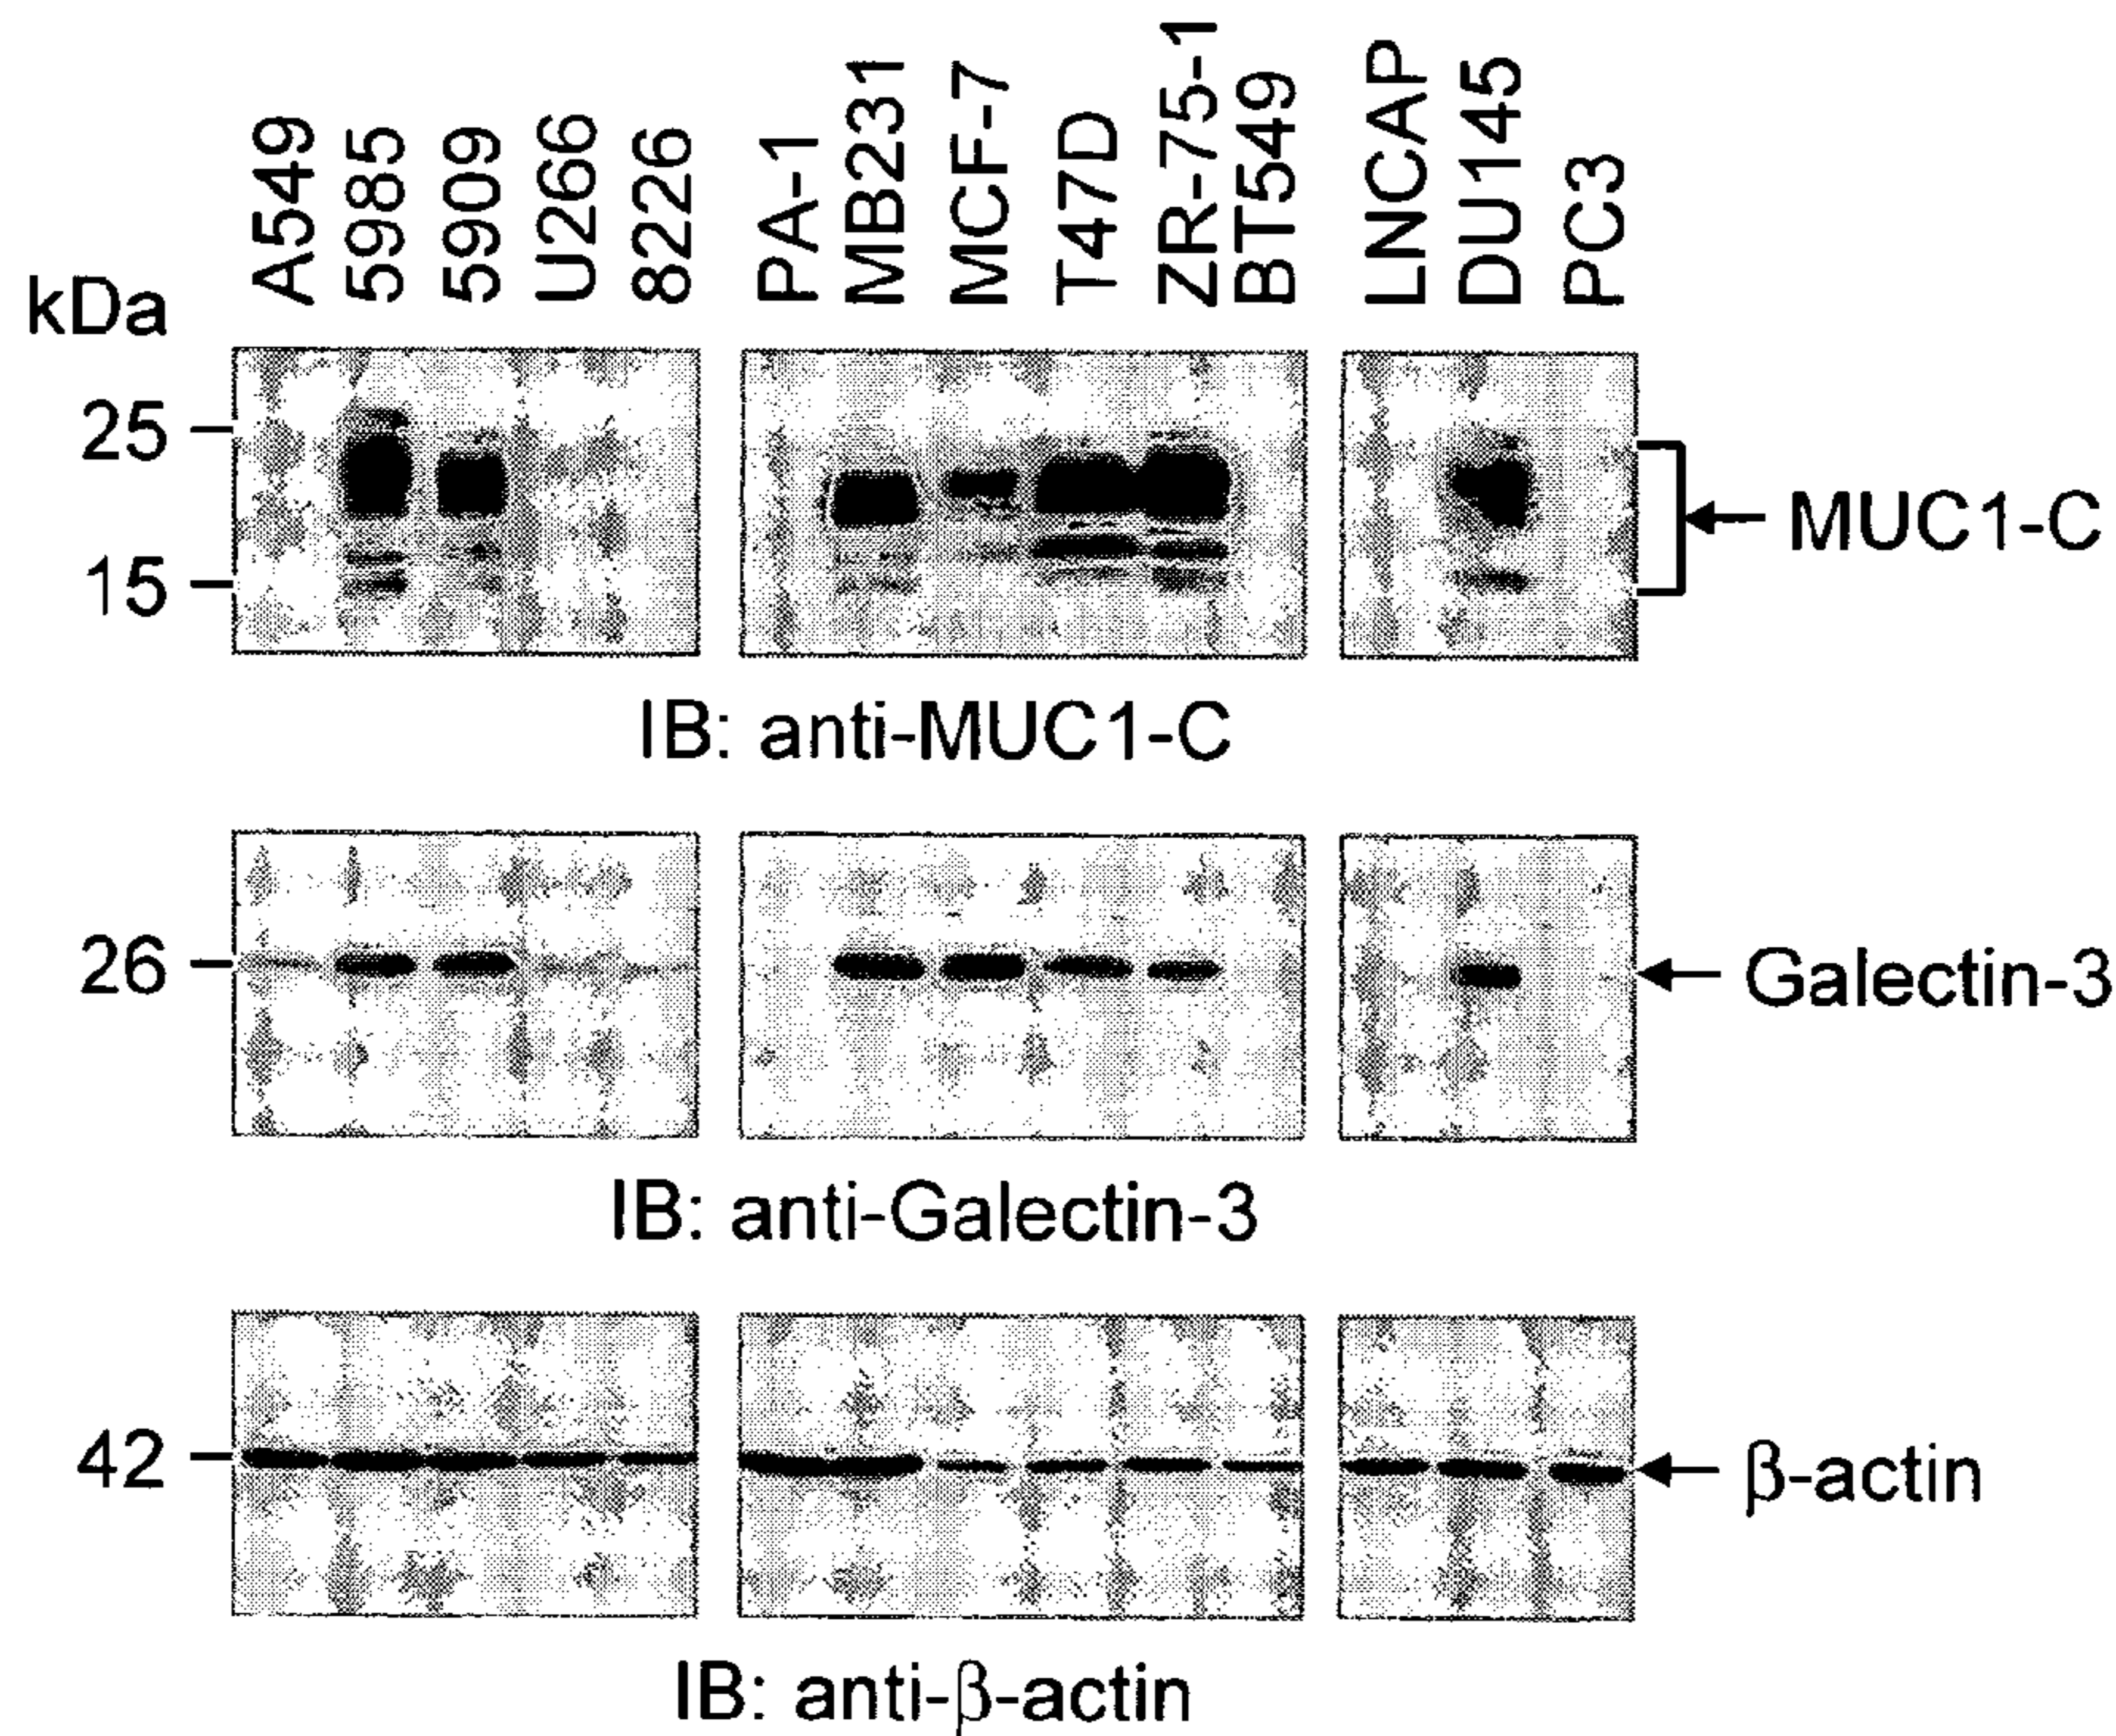 A549
5985
5909
U266
8226
PA-1
MB231
MCF-7
T47D
ZR-75-1
BT549
LNCAP
DU145
PC3
kDa
25
15
MUC1-C
IB: anti-MUC1-C
26
Galectin-3
IB: anti-Galectin-3
42
β-actin
IB: anti-β-actin